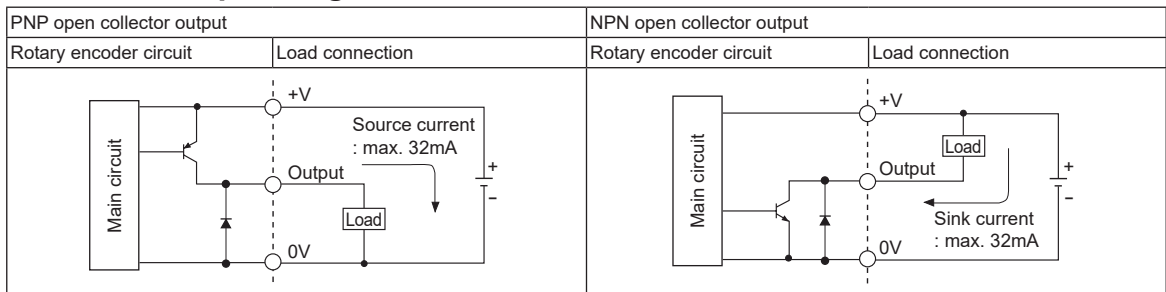 PNP open collector output
NPN open collector output
Rotary encoder circuit
Load connection
Rotary encoder circuit
Load connection
Main circuit
+V
Source current
: max. 32mA
Output
Load
+
-
0V
Main circuit
+V
Load
Output
+
-
Sink current
: max. 32mA
0V